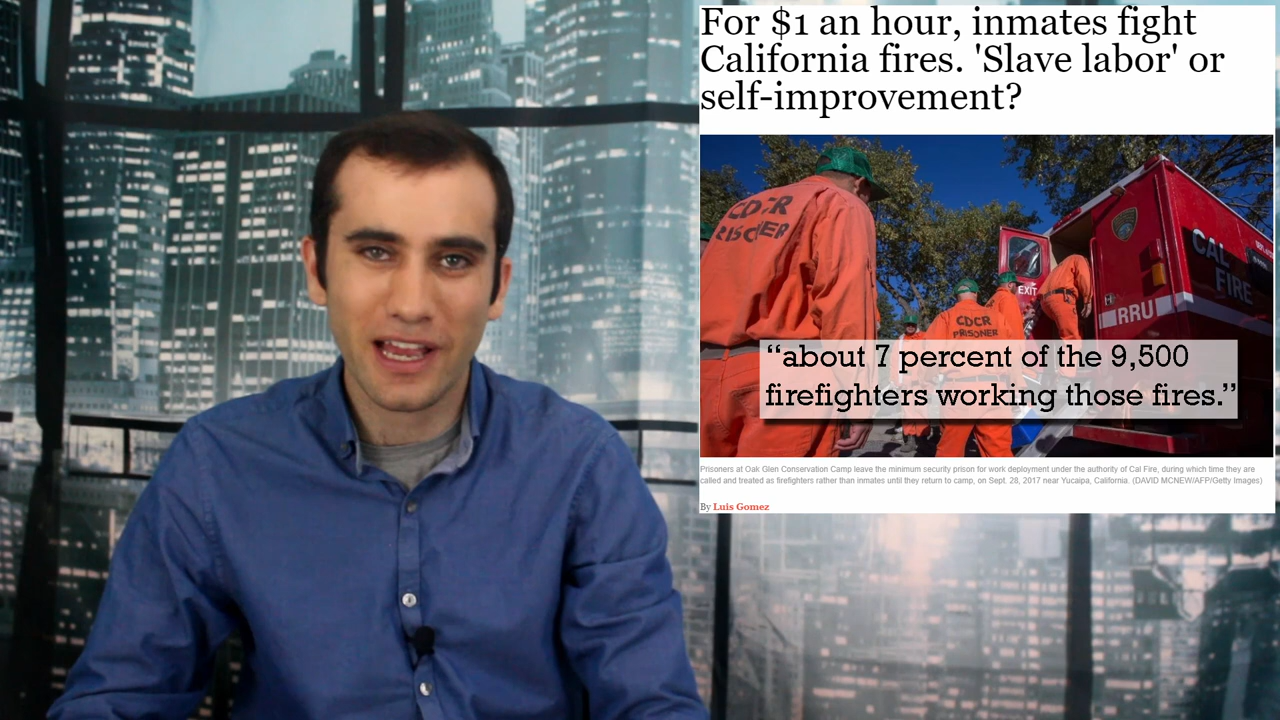 For $1 an hour, inmates fight
California fires. 'Slave labor' or
self-improvement?
CDCR
PRISONER
CDCR
PRISONER
EXIT
CAL
FIRE
RRU
“about 7 percent of the 9,500
firefighters working those fires.”
Prisoners at Oak Glen Conservation Camp leave the minimum security prison for work deployment under the authority of Cal Fire, during which time they are
called and treated as firefighters rather than inmates until they return to camp, on Sept. 28, 2017 near Yucaipa, California. (DAVID MCNEW/AFP/Getty Images)
By Luis Gomez